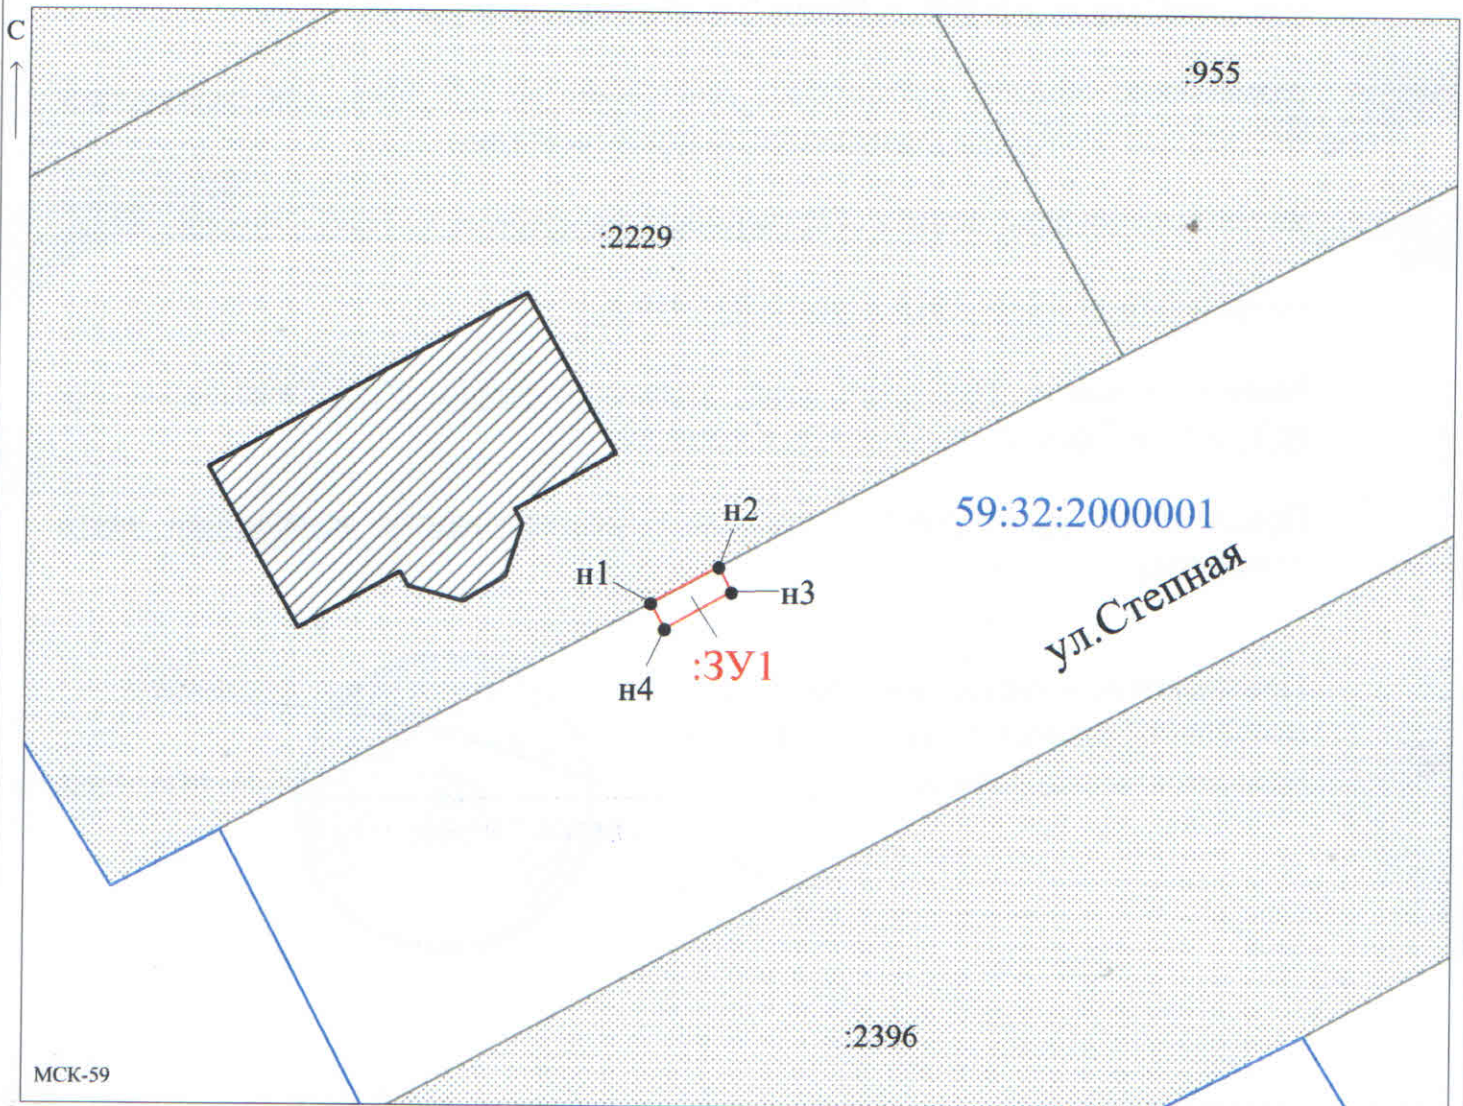 С
:955
:2229
н2
59:32:2000001
н1
н3
ул.Степная
:ЗУ1
н4
:2396
МСК-59